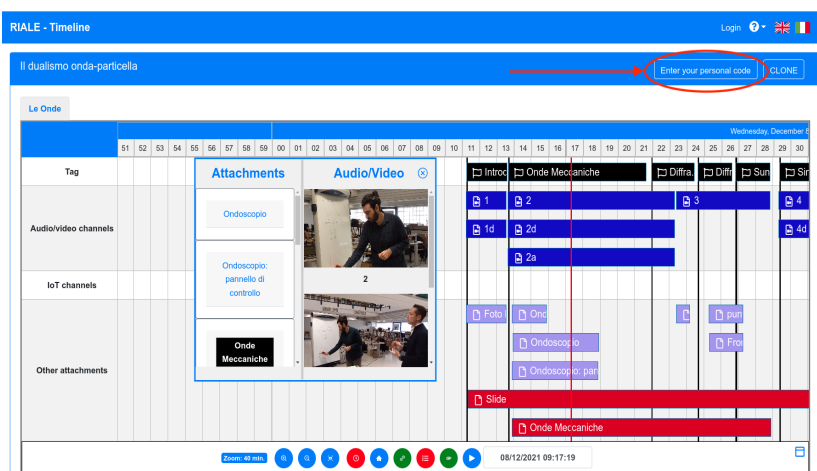 RIALE - Timeline
Login
Il dualismo onda-particella
Enter your personal code
CLONE
Le Onde
Wednesday, December 8
51 52 53 54 55 56 57 58 59 00 01 02 03 04 05 06 07 08 09 10 11 12 13 14 15 16 17 18 19 20 21 22 23 24 25 26 27 28 29 30
Tag
Introd
Onde Meccaniche
Diffra.
Diffr
Sun
Sin
Audio/video channels
1
2
3
4
1d
2d
4d
2a
IoT channels
Other attachments
Foto
Ond
pun
Ondoscopio
Fron
Ondoscopio: pan
Slide
Onde Meccaniche
Attachments
Audio/Video
Ondoscopio
Ondoscopio:
pannello di
controllo
Onde
Meccaniche
2
Zoom: 40 min.
08/12/2021 09:17:19